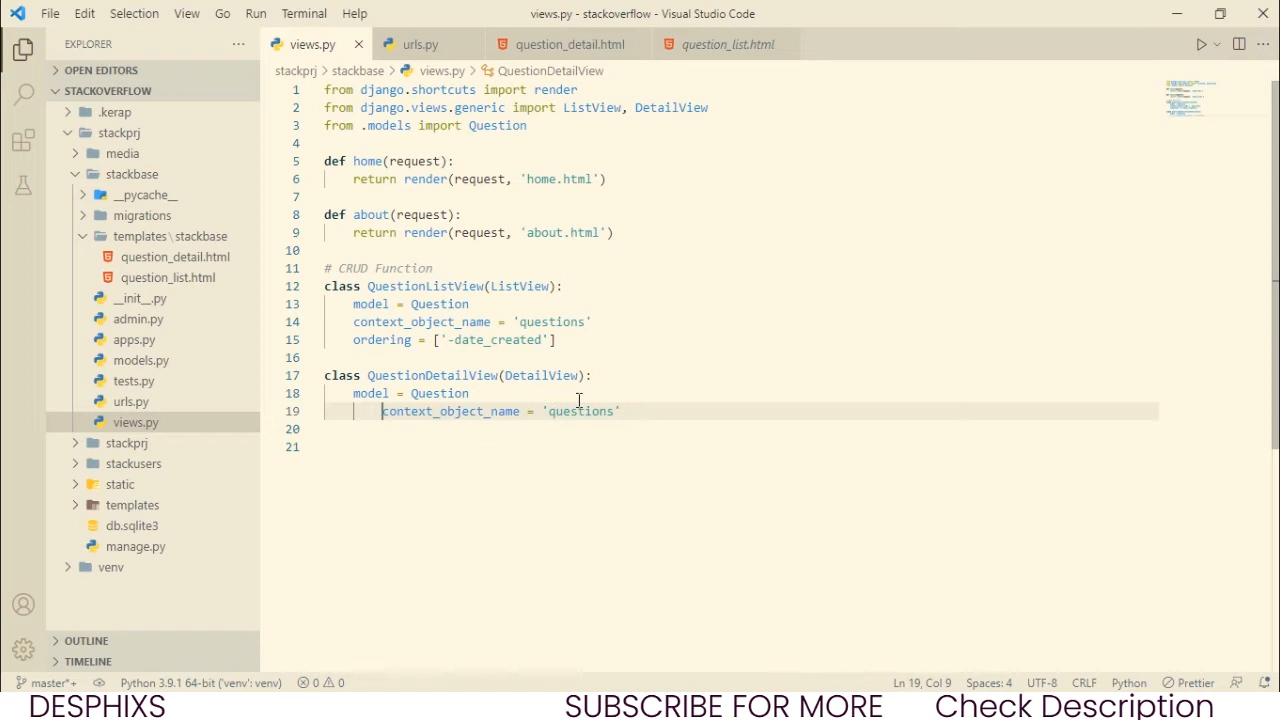 File Edit Selection View Go Run Terminal Help
views.py - stackoverflow - Visual Studio Code
EXPLORER
views.py
urls.py
question_detail.html
question_list.html
OPEN EDITORS
STACKOVERFLOW
.kerap
stackprj
media
stackbase
__pycache__
migrations
templates\stackbase
question_detail.html
question_list.html
__init__.py
admin.py
apps.py
models.py
tests.py
urls.py
views.py
stackprj
stackusers
static
templates
db.sqlite3
manage.py
venv
OUTLINE
TIMELINE
stackprj > stackbase > views.py > QuestionDetailView
1 from django.shortcuts import render
2 from django.views.generic import ListView, DetailView
3 from .models import Question
4
5 def home(request):
6 return render(request, 'home.html')
7
8 def about(request):
9 return render(request, 'about.html')
10
11 # CRUD Function
12 class QuestionListView(ListView):
13 model = Question
14 context_object_name = 'questions'
15 ordering = ['-date_created']
16
17 class QuestionDetailView(DetailView):
18 model = Question
19 context_object_name = 'questions'
20
21
master*+ Python 3.9.1 64-bit ('venv': venv) 0 0 Ln 19, Col 9 Spaces: 4 UTF-8 CRLF Python Prettier
DESPHIXS SUBSCRIBE FOR MORE Check Description